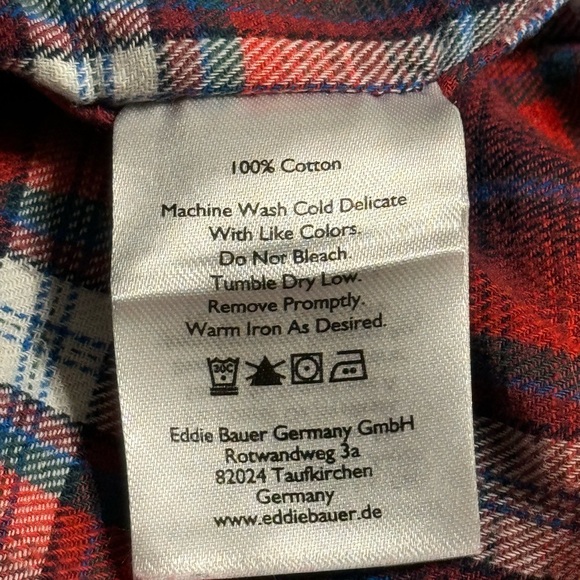 100% Cotton
Machine Wash Cold Delicate
With Like Colors.
Do Not Bleach.
Tumble Dry Low.
Remove Promptly.
Warm Iron As Desired.
30C
Eddie Bauer Germany GmbH
Rotwandweg 3a
82024 Taufkirchen
Germany
www.eddiebauer.de